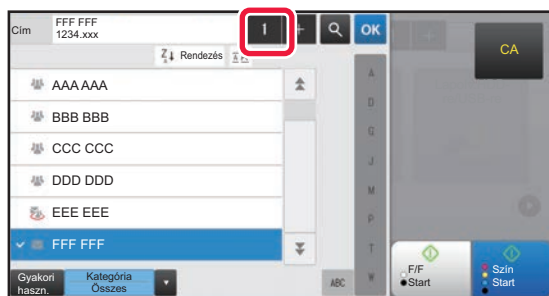 Cím
FFF FFF
1234.xxx
1
+
OK
CA
Z↓A Rendezés
AAA AAA
BBB BBB
CCC CCC
DDD DDD
EEE EEE
FFF FFF
A
D
G
J
M
P
T
W
Gyakori
haszn.
Kategória
Összes
ABC
F/F
Start
Szín
Start